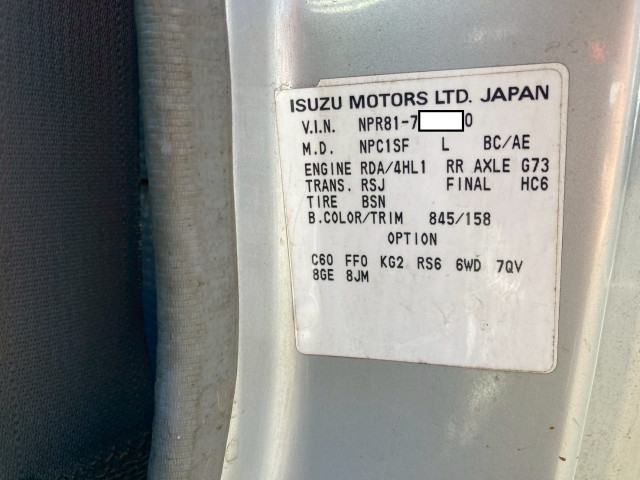 ISUZU MOTORS LTD. JAPAN
V.I.N. NPR81-7 0
M.D. NPC1SF L BC/AE
ENGINE RDA/4HL1 RR AXLE G73
TRANS. RSJ FINAL HC6
TIRE BSN
B.COLOR/TRIM 845/158
OPTION
C60 FFO KG2 RS6 6WD 7QV
8GE 8JM